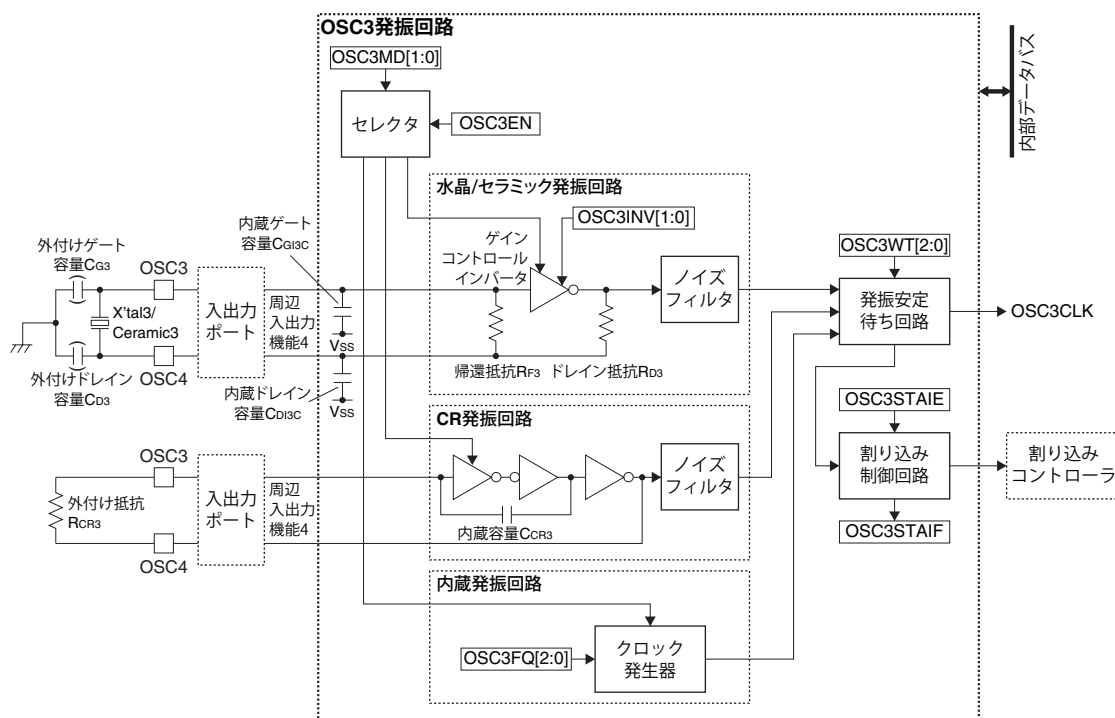 OSC3発振回路
OSC3MD[1:0]
セレクタ
OSC3EN
内部データバス
水晶/セラミック発振回路
OSC3INV[1:0]
ゲイン
コントロール
インバータ
ノイズ
フィルタ
内蔵ゲート
容量CGI3C
外付けゲート
容量CG3
OSC3
X'tal3/
Ceramic3
入出力
ポート
周辺
入出力
機能4
VSS
OSC4
外付けドレイン
容量CD3
内蔵ドレイン
容量CDI3C
VSS
帰還抵抗RF3
ドレイン抵抗RD3
OSC3WT[2:0]
発振安定
待ち回路
OSC3CLK
OSC3STAIE
割り込み
制御回路
割り込み
コントローラ
OSC3STAIF
CR発振回路
OSC3
外付け抵抗
RCR3
OSC4
入出力
ポート
周辺
入出力
機能4
内蔵容量CCR3
ノイズ
フィルタ
内蔵発振回路
OSC3FQ[2:0]
クロック
発生器